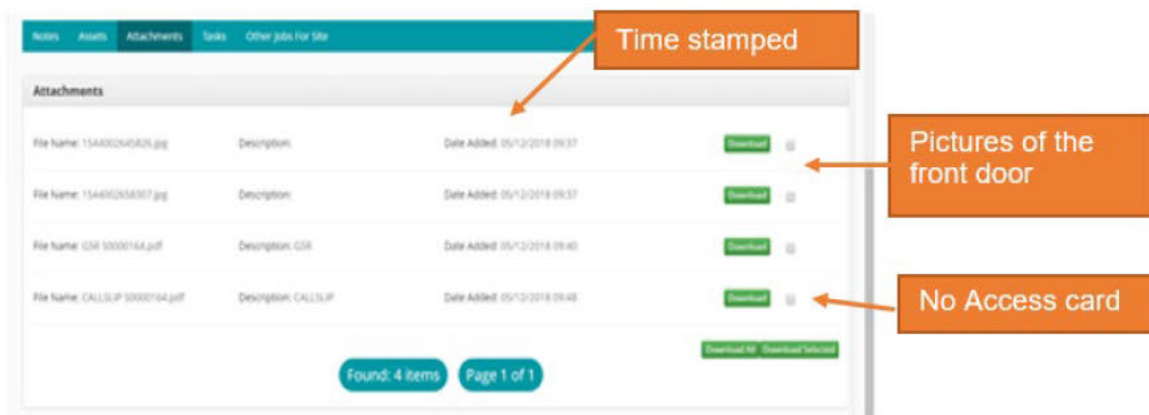 Notes Assets Attachments Tasks Other Jobs For Site
Time stamped
Attachments
File Name: 1544002645826.jpg Description: Date Added: 05/12/2018 09:37 Download
Pictures of the
front door
File Name: 1544002658307.jpg Description: Date Added: 05/12/2018 09:37 Download
File Name: GSR S0000164.pdf Description: GSR Date Added: 05/12/2018 09:40 Download
File Name: CALLSLIP S0000164.pdf Description: CALLSLIP Date Added: 05/12/2018 09:48 Download
No Access card
Download All Download Selected
Found: 4 items Page 1 of 1